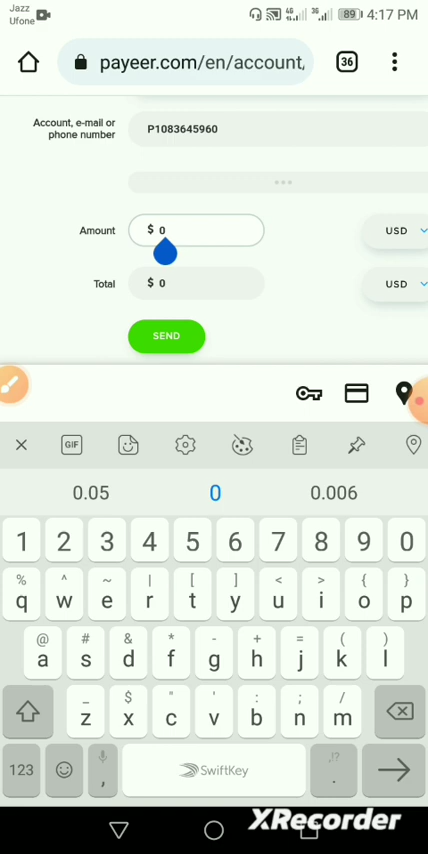 Jazz
Ufone
4G
3G
89
4:17 PM
payeer.com/en/account,
36
Account, e-mail or
phone number
P1083645960
Amount
$ 0
USD
Total
$ 0
USD
SEND
GIF
0.05 0 0.006
1 2 3 4 5 6 7 8 9 0
% ^ ~ | [ ] < > { }
q w e r t y u i o p
@ # & * - + = ( )
a s d f g h j k l
_ $ " ' : ; /
z x c v b n m
,!?
123 , SwiftKey .
XRecorder